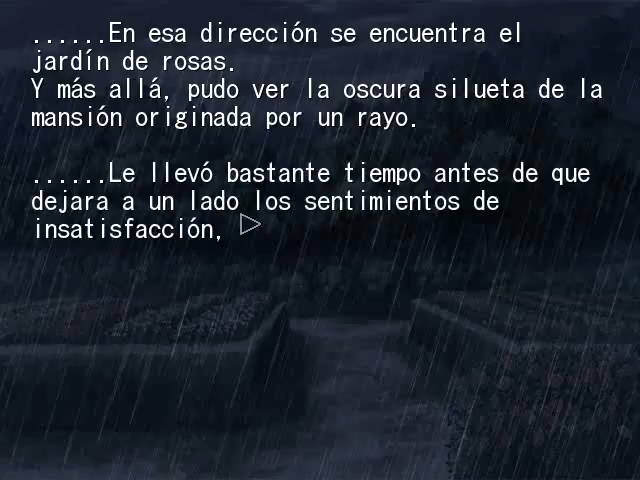 ......En esa dirección se encuentra el
jardín de rosas.
Y más allá, pudo ver la oscura silueta de la
mansión originada por un rayo.
......Le llevó bastante tiempo antes de que
dejara a un lado los sentimientos de
insatisfacción,